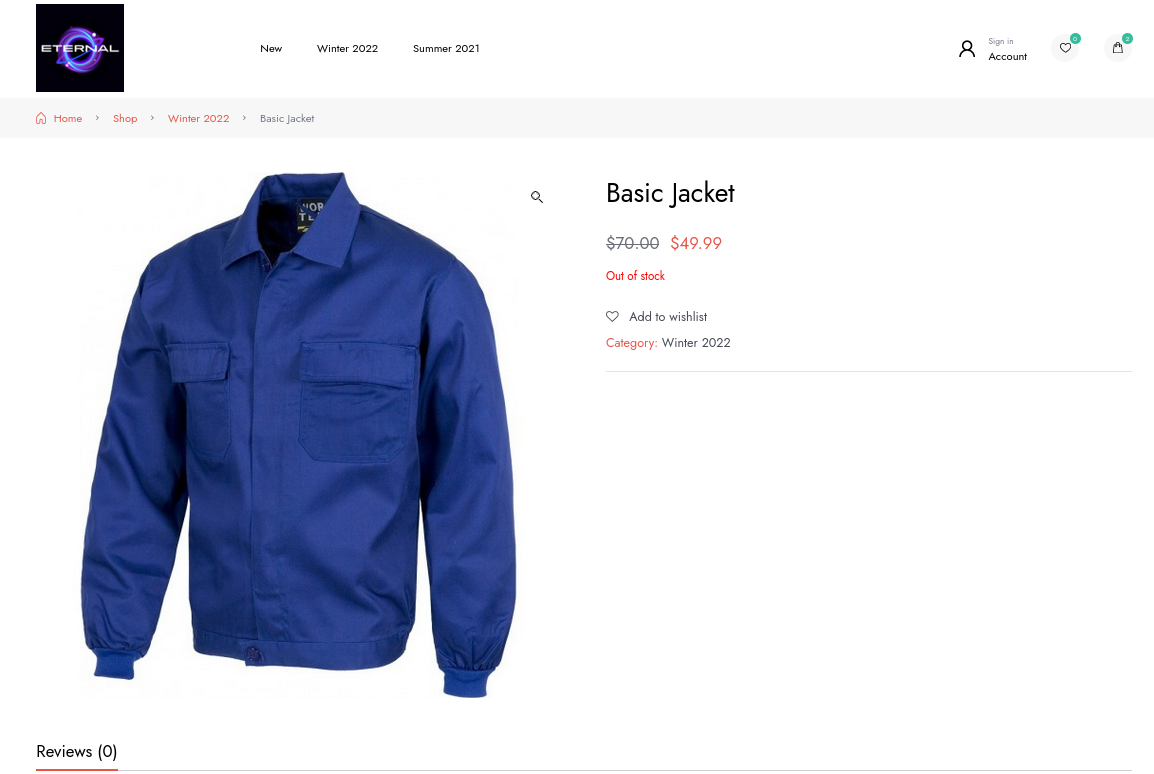 ETERNAL
New
Winter 2022
Summer 2021
Sign in
Account
0
2
Home
Shop
Winter 2022
Basic Jacket
Basic Jacket
$70.00 $49.99
Out of stock
Add to wishlist
Category: Winter 2022
Reviews (0)